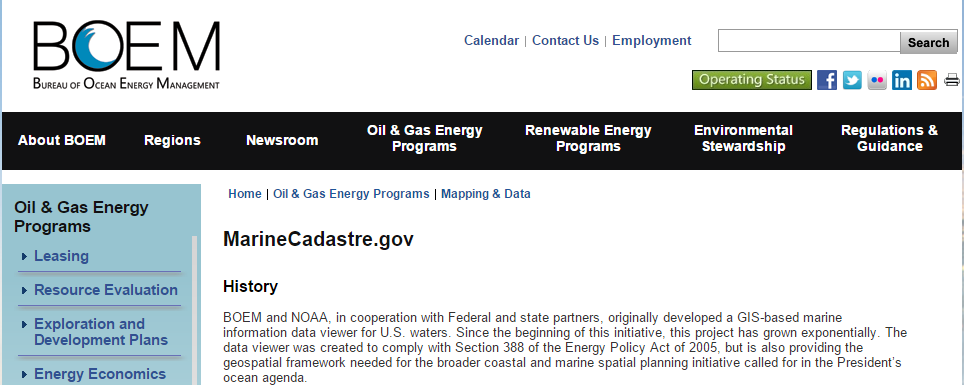 BOEM
BUREAU OF OCEAN ENERGY MANAGEMENT
Calendar | Contact Us | Employment
Search
Operating Status
About BOEM
Regions
Newsroom
Oil & Gas Energy
Programs
Renewable Energy
Programs
Environmental
Stewardship
Regulations &
Guidance
Oil & Gas Energy
Programs
Leasing
Resource Evaluation
Exploration and
Development Plans
Energy Economics
Home | Oil & Gas Energy Programs | Mapping & Data
MarineCadastre.gov
History
BOEM and NOAA, in cooperation with Federal and state partners, originally developed a GIS-based marine
information data viewer for U.S. waters. Since the beginning of this initiative, this project has grown exponentially. The
data viewer was created to comply with Section 388 of the Energy Policy Act of 2005, but is also providing the
geospatial framework needed for the broader coastal and marine spatial planning initiative called for in the President's
ocean agenda.